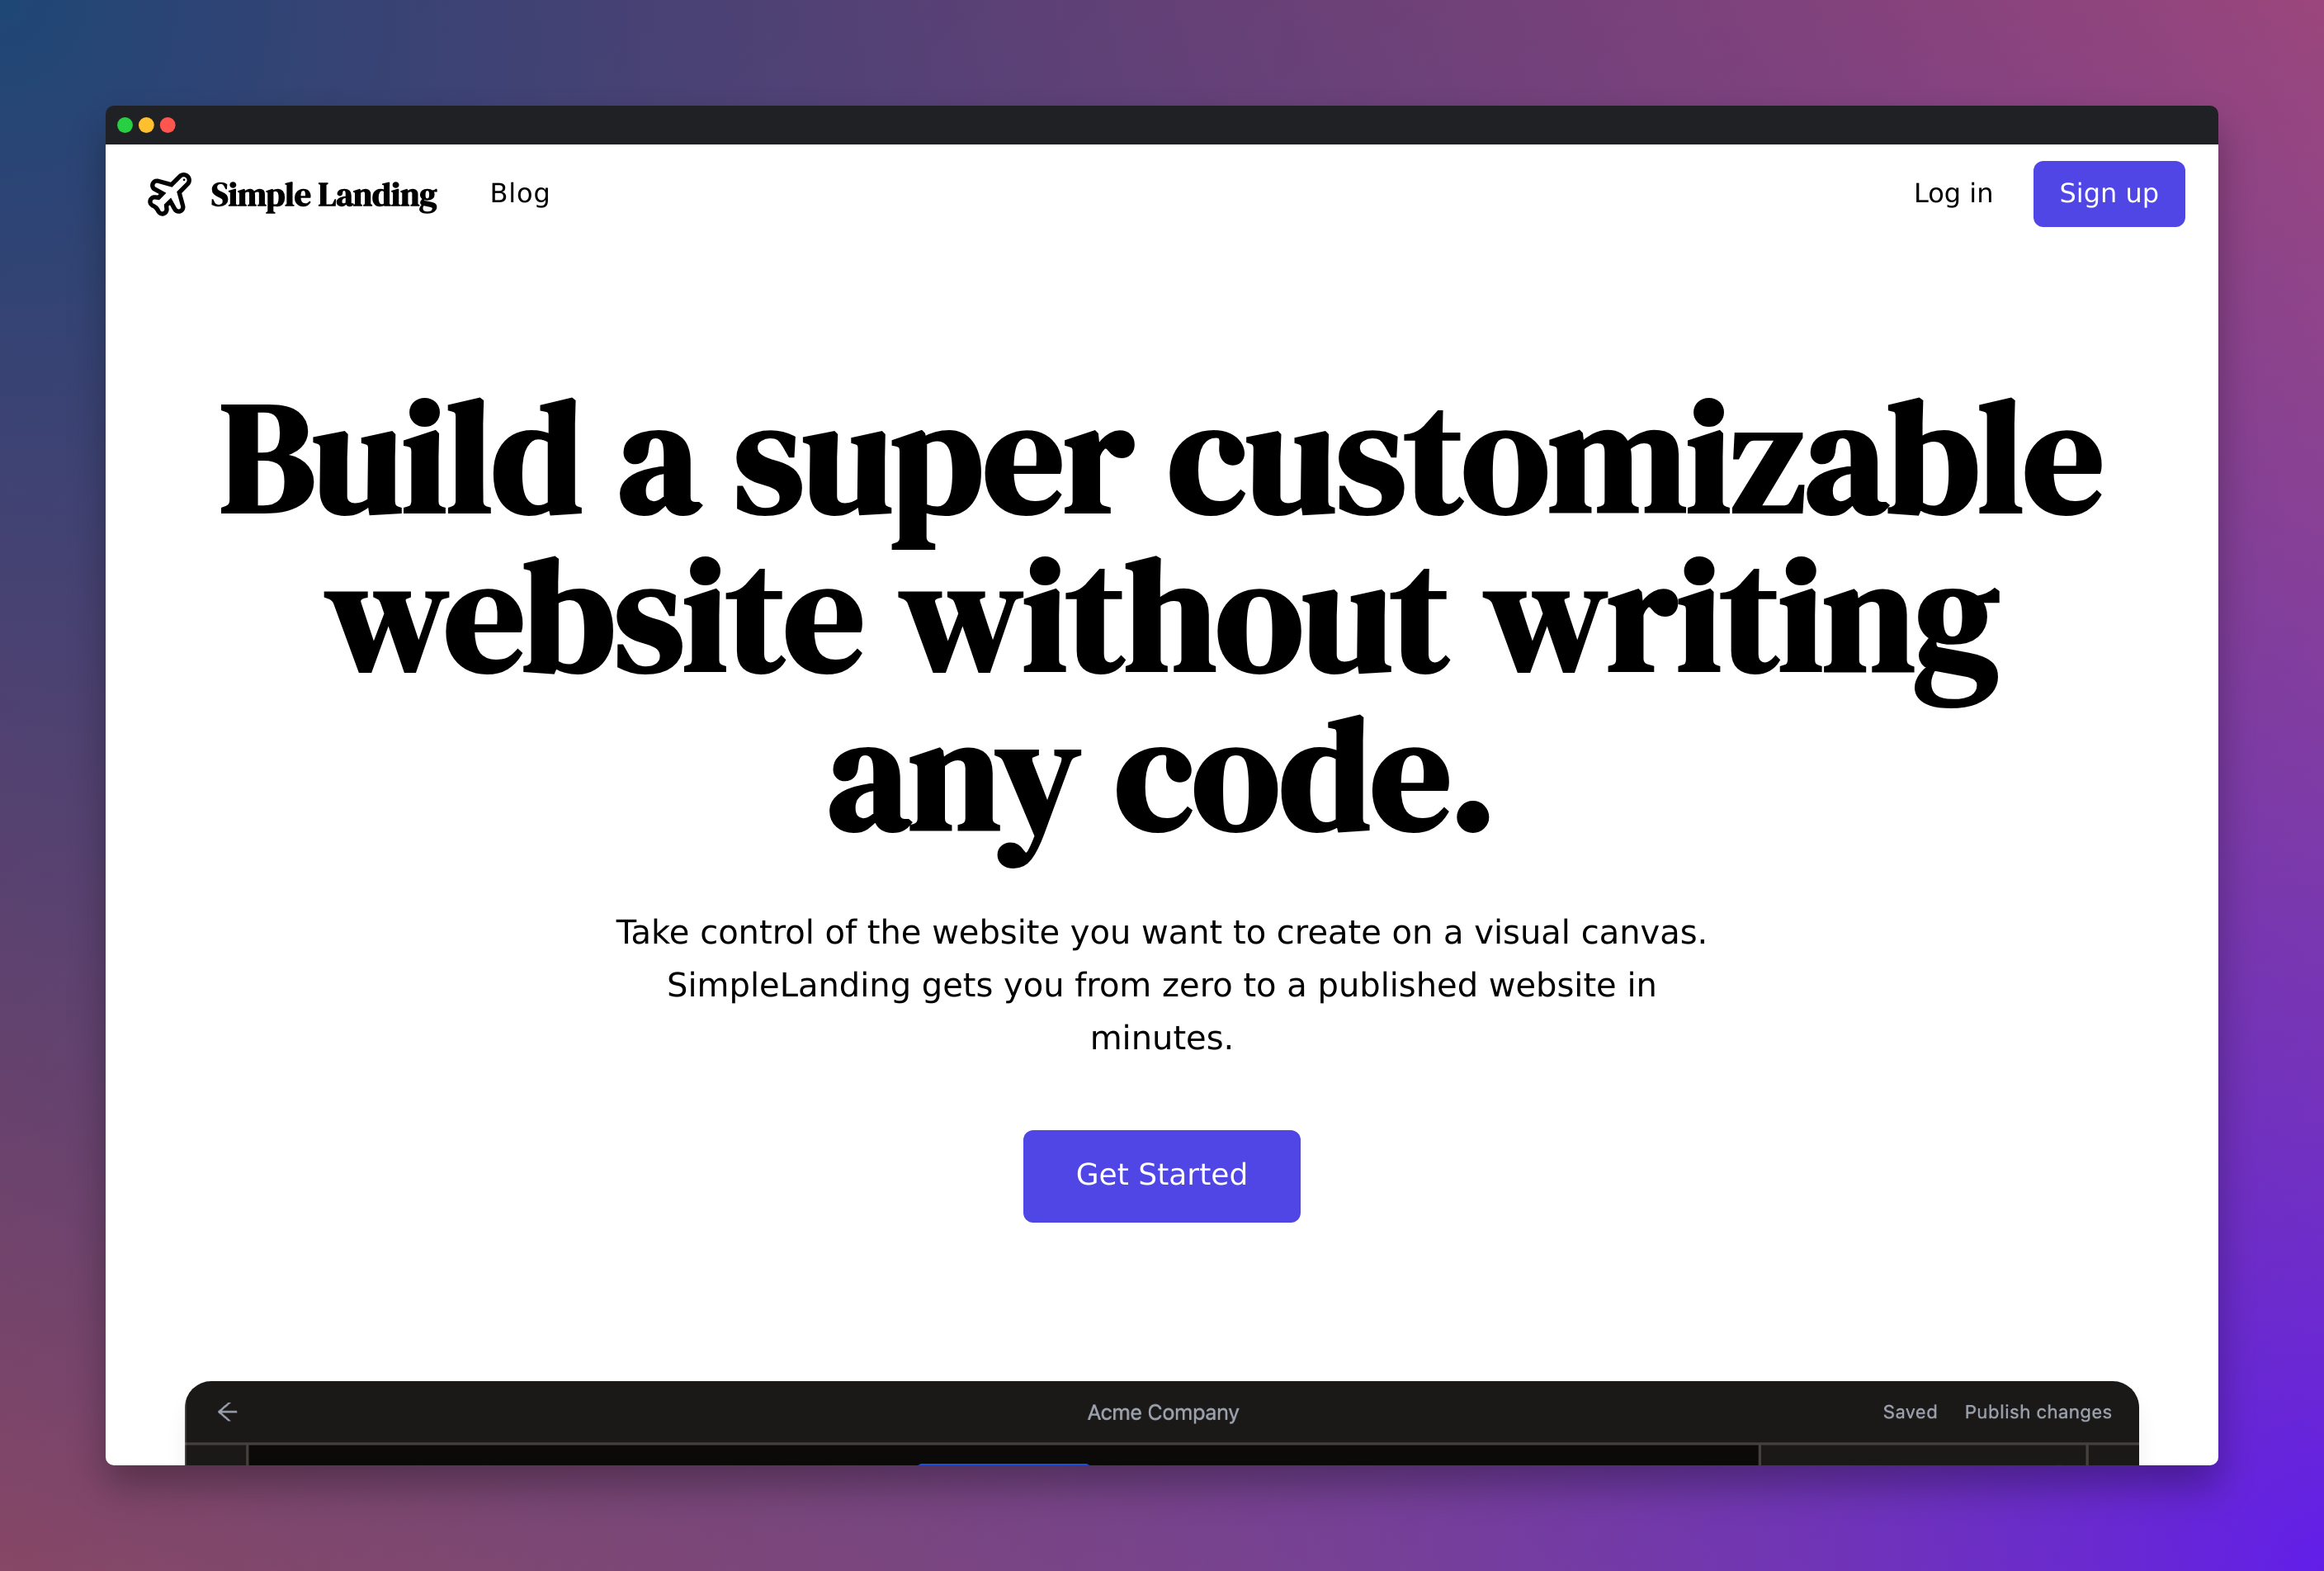 Simple Landing
Blog
Log in
Sign up
Build a super customizable
website without writing
any code.
Take control of the website you want to create on a visual canvas.
SimpleLanding gets you from zero to a published website in
minutes.
Get Started
Acme Company
Saved
Publish changes